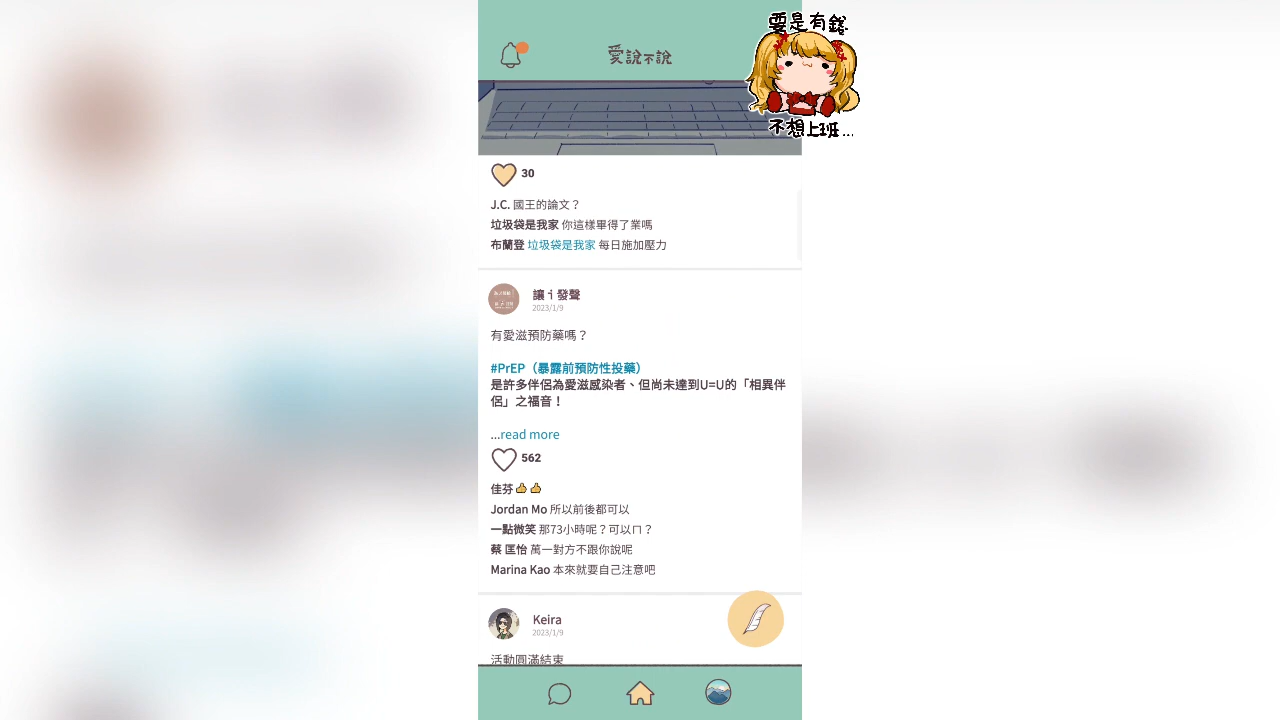 要是有錢
不想上班...
愛說不說
30
J.C. 國王的論文？
垃圾袋是我家 你這樣畢得了業嗎
布蘭登 垃圾袋是我家 每日施加壓力
讓ｉ發聲
2023/1/9
有愛滋預防藥嗎？
#PrEP（暴露前預防性投藥）
是許多伴侶為愛滋感染者、但尚未達到U=U的「相異伴
侶」之福音！
...read more
562
佳芬 👍👍
Jordan Mo 所以前後都可以
一點微笑 那73小時呢？可以ㄇ？
蔡 匡怡 萬一對方不跟你說呢
Marina Kao 本來就要自己注意吧
Keira
2023/1/9
活動圓滿結束